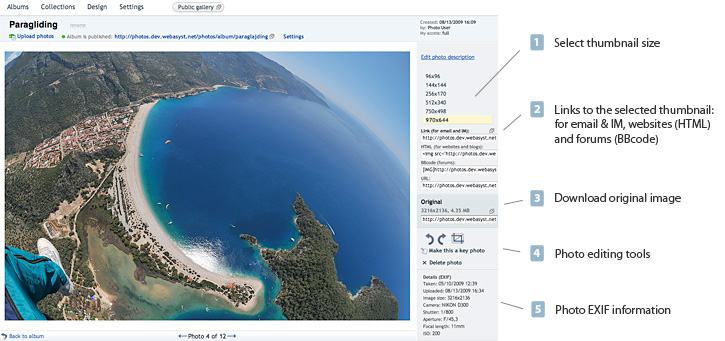 Albums Collections Design Settings Public gallery
Paragliding rename
Upload photos Album is published: http://photos.dev.webasyst.net/photos/album/paraglajding Settings
Created: 08/13/2009 16:09
by: Photo User
My access: full
Edit photo description
96x96
144x144
256x170
512x340
750x498
970x644
Link (for email and IM):
http://photos.dev.webasyst.net
HTML (for websites and blogs):
<img src="http://photos.dev.we
BBcode (forums):
[IMG]http://photos.dev.webasyst
URL:
http://photos.dev.webasyst.net
Original
3216x2136, 4.35 MB
http://photos.dev.webasyst.net
Make this a key photo
Delete photo
Details (EXIF)
Taken: 05/10/2009 12:39
Uploaded: 08/13/2009 16:34
Image size: 3216x2136
Camera: NIKON D300
Shutter: 1/800
Aperture: F/45,3
Focal length: 11mm
ISO: 200
Back to album
Photo 4 of 12
1 Select thumbnail size
2 Links to the selected thumbnail:
for email & IM, websites (HTML)
and forums (BBcode)
3 Download original image
4 Photo editing tools
5 Photo EXIF information